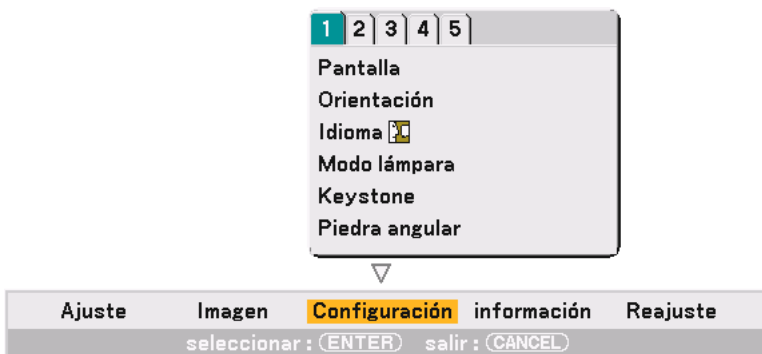 1 2 3 4 5
Pantalla
Orientación
Idioma
Modo lámpara
Keystone
Piedra angular
Ajuste Imagen Configuración información Reajuste
seleccionar : ENTER salir : CANCEL